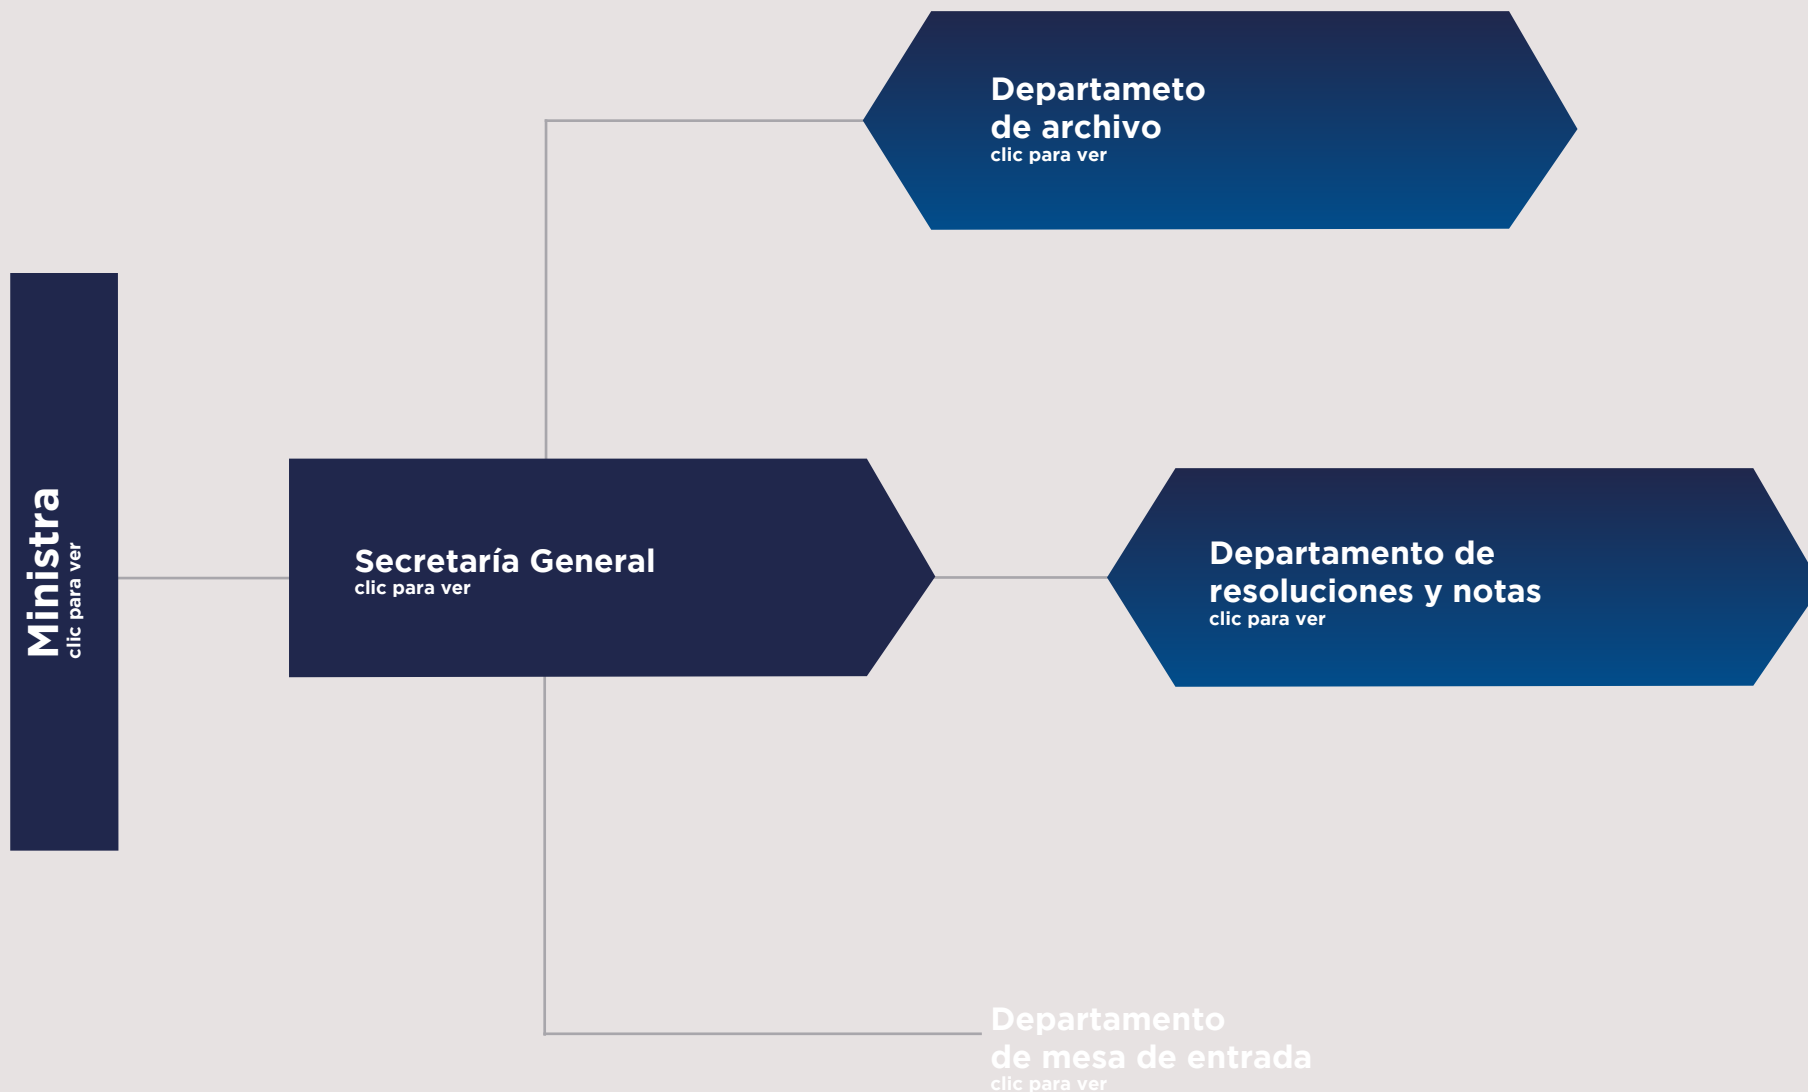 Departameto
de archivo
clic para ver
Ministra
clic para ver
Secretaría General
clic para ver
Departamento de
resoluciones y notas
clic para ver
Departamento
de mesa de entrada
clic para ver